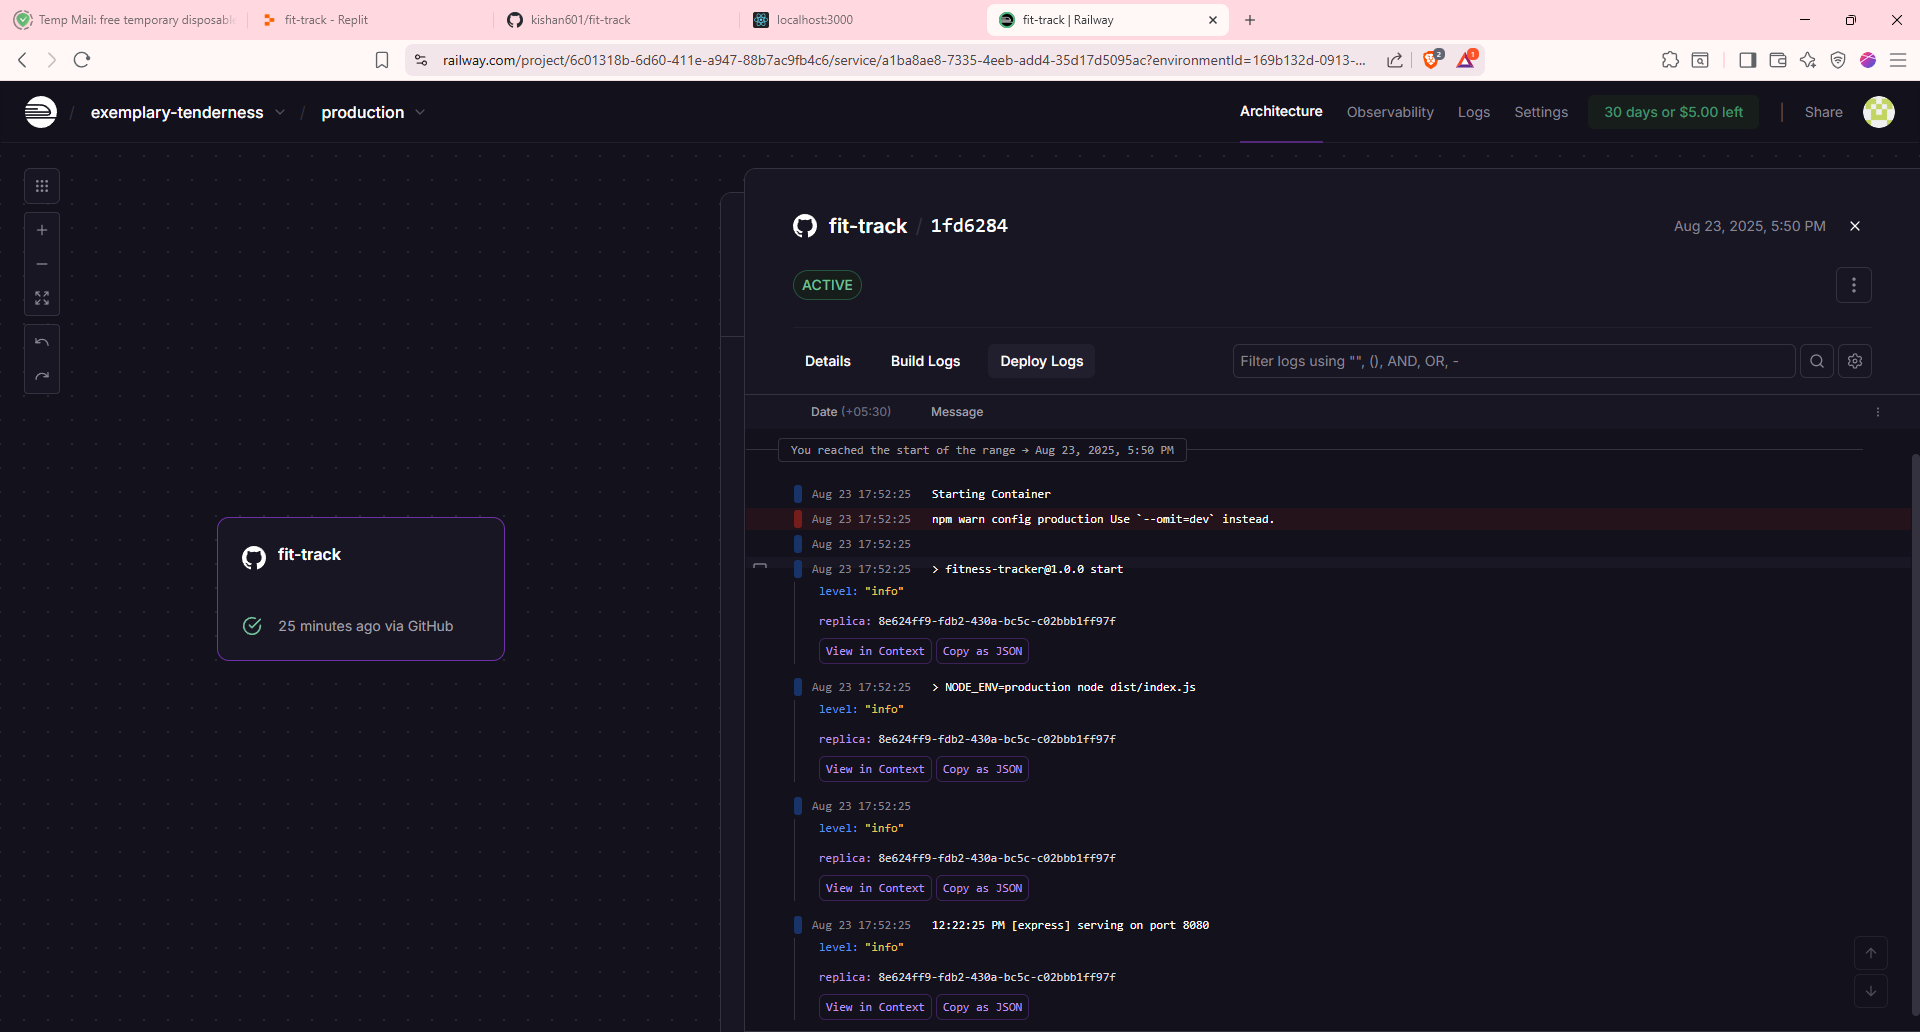 Temp Mail: free temporary disposabl
fit-track - Replit
kishan601/fit-track
localhost:3000
fit-track | Railway
railway.com/project/6c01318b-6d60-411e-a947-88b7ac9fb4c6/service/a1ba8ae8-7335-4eeb-add4-35d17d5095ac?environmentId=169b132d-0913-...
2
1
/ exemplary-tenderness / production
Architecture
Observability
Logs
Settings
30 days or $5.00 left
Share
fit-track / 1fd6284
Aug 23, 2025, 5:50 PM
ACTIVE
Details
Build Logs
Deploy Logs
Filter logs using "", (), AND, OR, -
Date (+05:30)
Message
You reached the start of the range → Aug 23, 2025, 5:50 PM
Aug 23 17:52:25 Starting Container
Aug 23 17:52:25 npm warn config production Use `--omit=dev` instead.
Aug 23 17:52:25
Aug 23 17:52:25 > fitness-tracker@1.0.0 start
level: "info"
replica: 8e624ff9-fdb2-430a-bc5c-c02bbb1ff97f
View in Context Copy as JSON
Aug 23 17:52:25 > NODE_ENV=production node dist/index.js
level: "info"
replica: 8e624ff9-fdb2-430a-bc5c-c02bbb1ff97f
View in Context Copy as JSON
Aug 23 17:52:25
level: "info"
replica: 8e624ff9-fdb2-430a-bc5c-c02bbb1ff97f
View in Context Copy as JSON
Aug 23 17:52:25 12:22:25 PM [express] serving on port 8080
level: "info"
replica: 8e624ff9-fdb2-430a-bc5c-c02bbb1ff97f
View in Context Copy as JSON
fit-track
25 minutes ago via GitHub